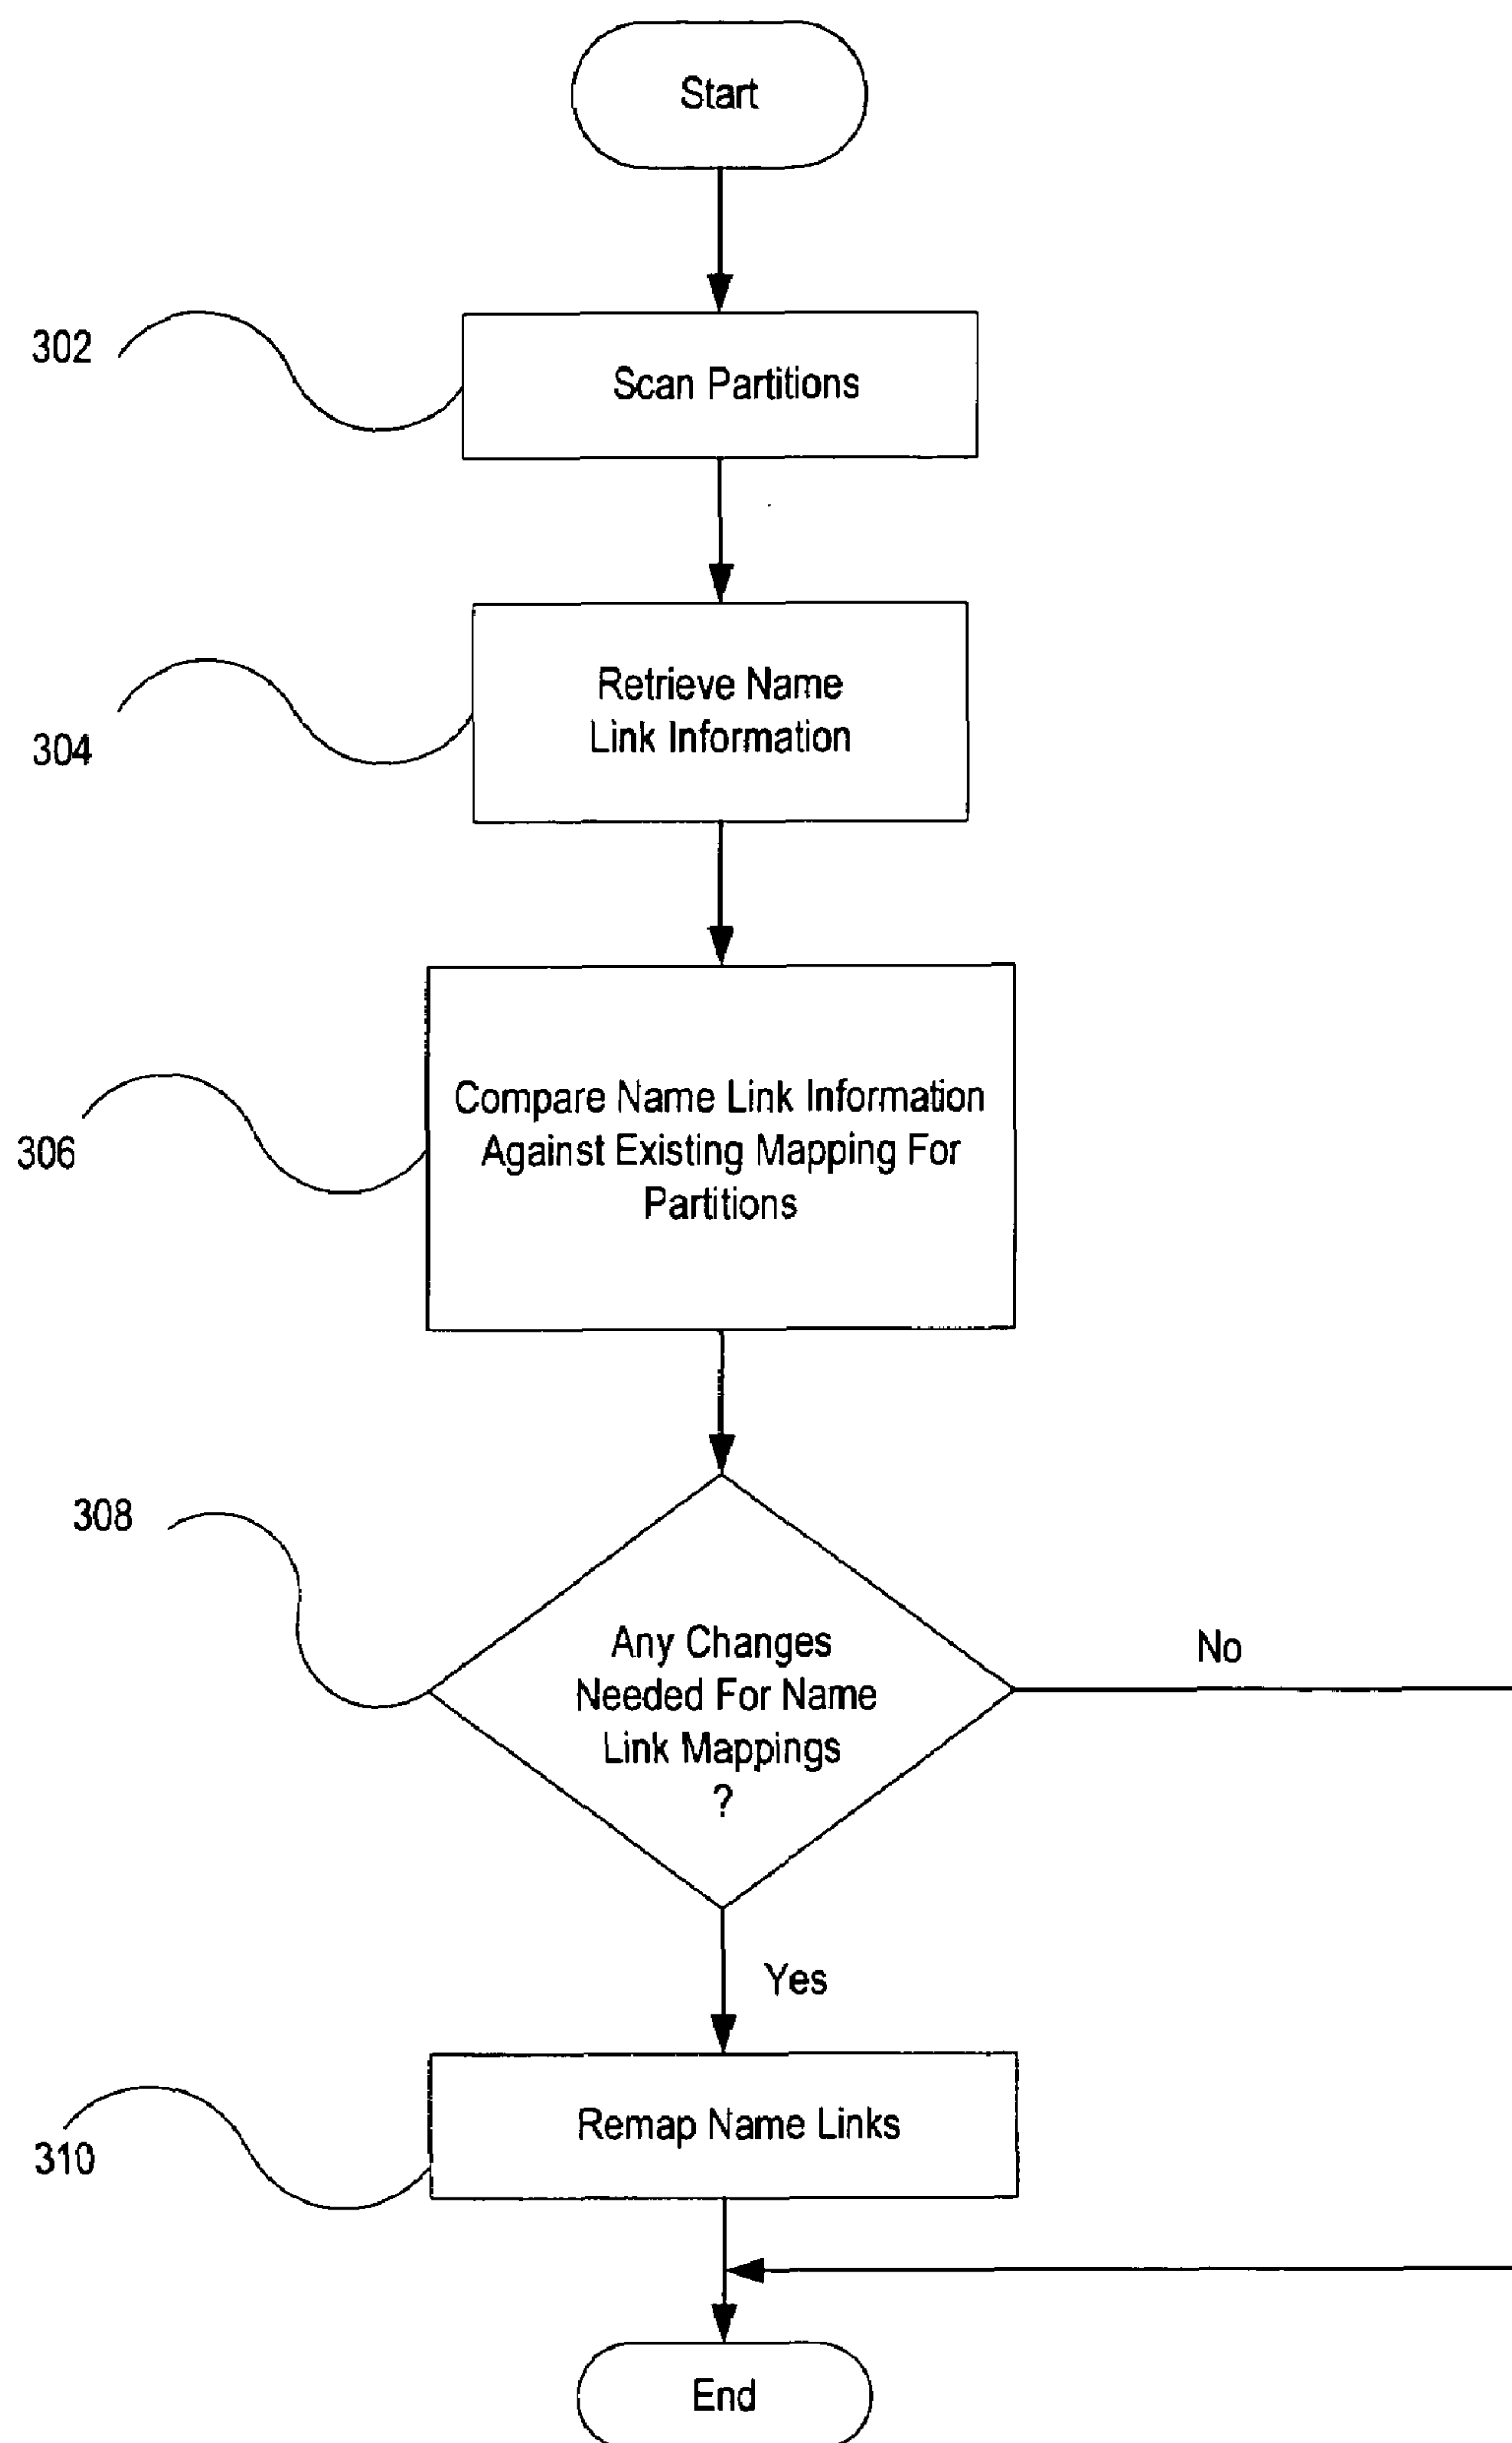 Start
302
Scan Partitions
304
Retrieve Name
Link Information
306
Compare Name Link Information
Against Existing Mapping For
Partitions
308
Any Changes
Needed For Name
Link Mappings
?
No
Yes
310
Remap Name Links
End